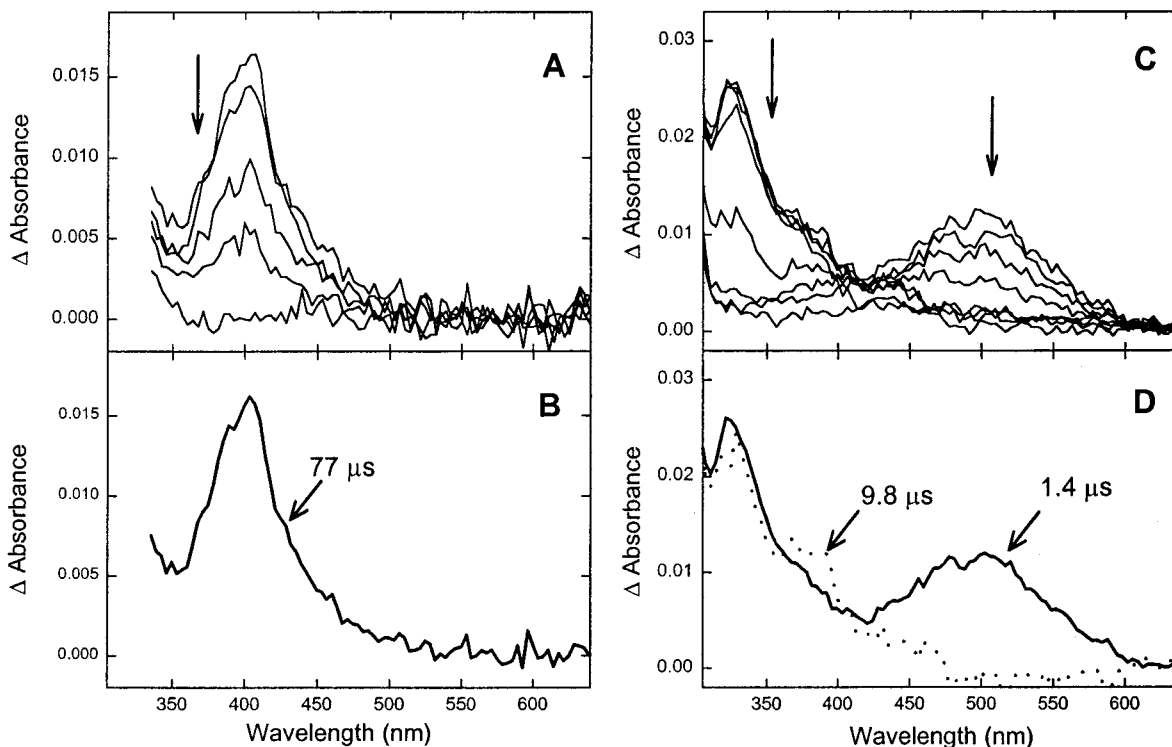 A
C
0.015
0.010
0.005
0.000
Δ Absorbance
0.03
0.02
0.01
0.00
Δ Absorbance
B
D
0.015
0.010
0.005
0.000
Δ Absorbance
77 μs
0.03
0.02
0.01
0.00
Δ Absorbance
9.8 μs
1.4 μs
350 400 450 500 550 600
Wavelength (nm)
350 400 450 500 550 600
Wavelength (nm)